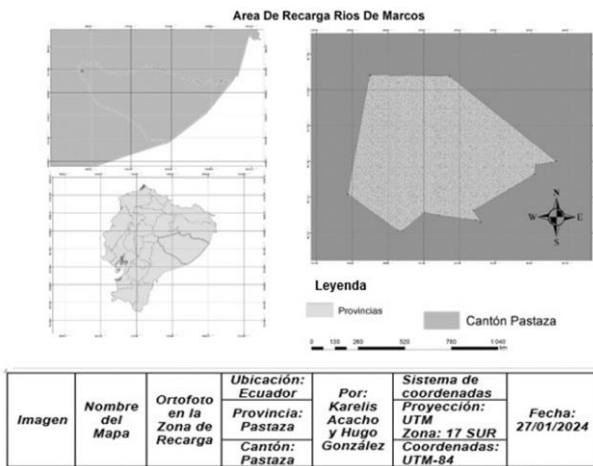 Area De Recarga Rios De Marcos
N
W E
S
Leyenda
Provincias
Cantón Pastaza
0 130 260 520 780 1 040
km
Imagen
Nombre
del
Mapa
Ortofoto
en la
Zona de
Recarga
Ubicación:
Ecuador
Provincia:
Pastaza
Cantón:
Pastaza
Por:
Karelis
Acacho
y Hugo
González
Sistema de
coordenadas
Proyección:
UTM
Zona: 17 SUR
Coordenadas:
UTM-84
Fecha:
27/01/2024